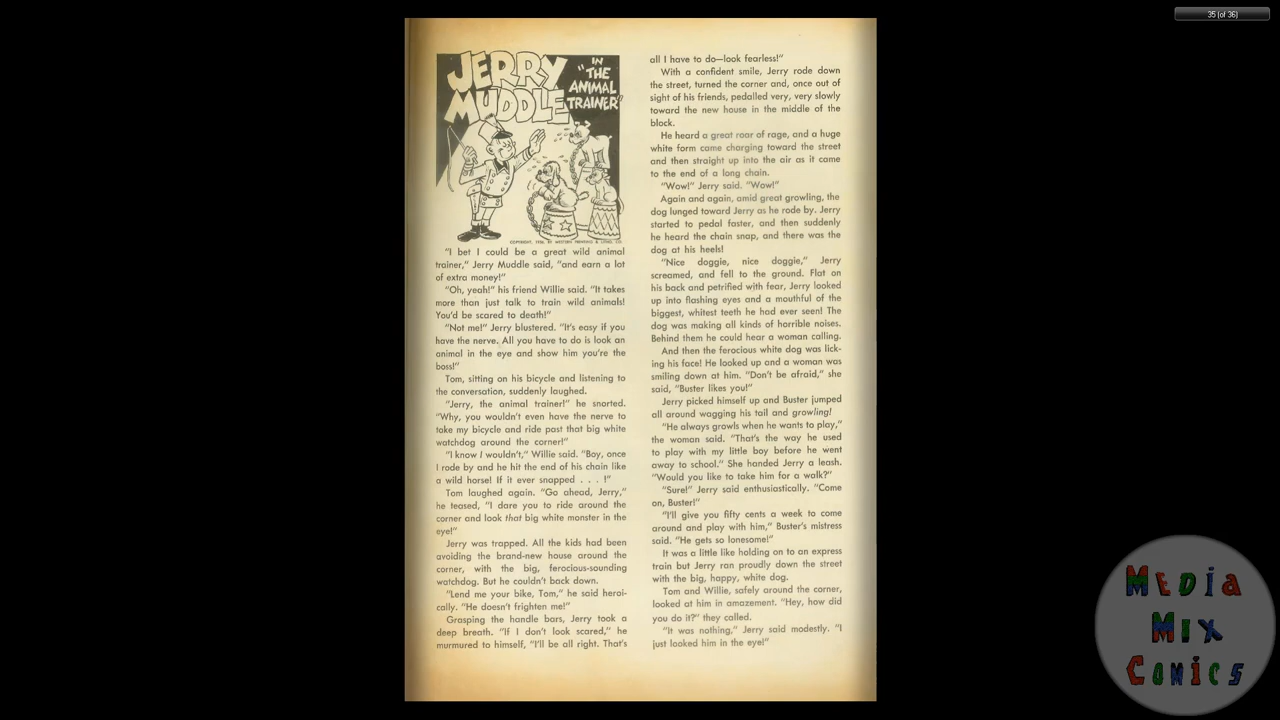 35 (of 36)
JERRY
MUDDLE
IN
"THE
ANIMAL
TRAINER"
COPYRIGHT, 1950, BY WESTERN PRINTING & LITHO. CO.
"I bet I could be a great wild animal
trainer," Jerry Muddle said, "and earn a lot
of extra money!"
"Oh, yeah!" his friend Willie said. "It takes
more than just talk to train wild animals!
You'd be scared to death!"
"Not me!" Jerry blustered. "It's easy if you
have the nerve. All you have to do is look an
animal in the eye and show him you're the
boss!"
Tom, sitting on his bicycle and listening to
the conversation, suddenly laughed.
"Jerry, the animal trainer!" he snorted.
"Why, you wouldn't even have the nerve to
take my bicycle and ride past that big white
watchdog around the corner!"
"I know I wouldn't," Willie said. "Boy, once
I rode by and he hit the end of his chain like
a wild horse! If it ever snapped . . . !"
Tom laughed again. "Go ahead, Jerry,"
he teased, "I dare you to ride around the
corner and look that big white monster in the
eye!"
Jerry was trapped. All the kids had been
avoiding the brand-new house around the
corner, with the big, ferocious-sounding
watchdog. But he couldn't back down.
"Lend me your bike, Tom," he said heroi-
cally. "He doesn't frighten me!"
Grasping the handle bars, Jerry took a
deep breath. "If I don't look scared," he
murmured to himself, "I'll be all right. That's
all I have to do—look fearless!"
With a confident smile, Jerry rode down
the street, turned the corner and, once out of
sight of his friends, pedalled very, very slowly
toward the new house in the middle of the
block.
He heard a great roar of rage, and a huge
white form came charging toward the street
and then straight up into the air as it came
to the end of a long chain.
"Wow!" Jerry said. "Wow!"
Again and again, amid great growling, the
dog lunged toward Jerry as he rode by. Jerry
started to pedal faster, and then suddenly
he heard the chain snap, and there was the
dog at his heels!
"Nice doggie, nice doggie," Jerry
screamed, and fell to the ground. Flat on
his back and petrified with fear, Jerry looked
up into flashing eyes and a mouthful of the
biggest, whitest teeth he had ever seen! The
dog was making all kinds of horrible noises.
Behind them he could hear a woman calling.
And then the ferocious white dog was lick-
ing his face! He looked up and a woman was
smiling down at him. "Don't be afraid," she
said, "Buster likes you!"
Jerry picked himself up and Buster jumped
all around wagging his tail and growling!
"He always growls when he wants to play,"
the woman said. "That's the way he used
to play with my little boy before he went
away to school." She handed Jerry a leash.
"Would you like to take him for a walk?"
"Sure!" Jerry said enthusiastically. "Come
on, Buster!"
"I'll give you fifty cents a week to come
around and play with him," Buster's mistress
said. "He gets so lonesome!"
It was a little like holding on to an express
train but Jerry ran proudly down the street
with the big, happy, white dog.
Tom and Willie, safely around the corner,
looked at him in amazement. "Hey, how did
you do it?" they called.
"It was nothing," Jerry said modestly. "I
just looked him in the eye!"
MEDIA
MIX
COMICS